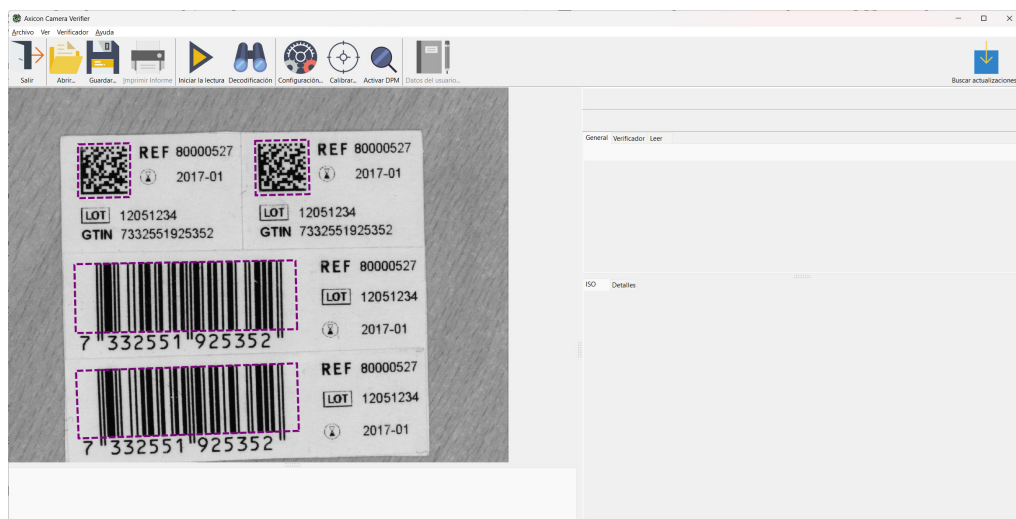 Axicon Camera Verifier
Archivo Ver Verificador Ayuda
Salir Abrir... Guardar... Imprimir Informe Iniciar la lectura Decodificación Configuración... Calibrar... Activar DPM Datos del usuario... Buscar actualizaciones
General Verificador Leer
ISO Detalles
REF 80000527
2017-01
LOT 12051234
GTIN 7332551925352
REF 80000527
2017-01
LOT 12051234
GTIN 7332551925352
REF 80000527
LOT 12051234
2017-01
7 332551 925352
REF 80000527
LOT 12051234
2017-01
7 332551 925352